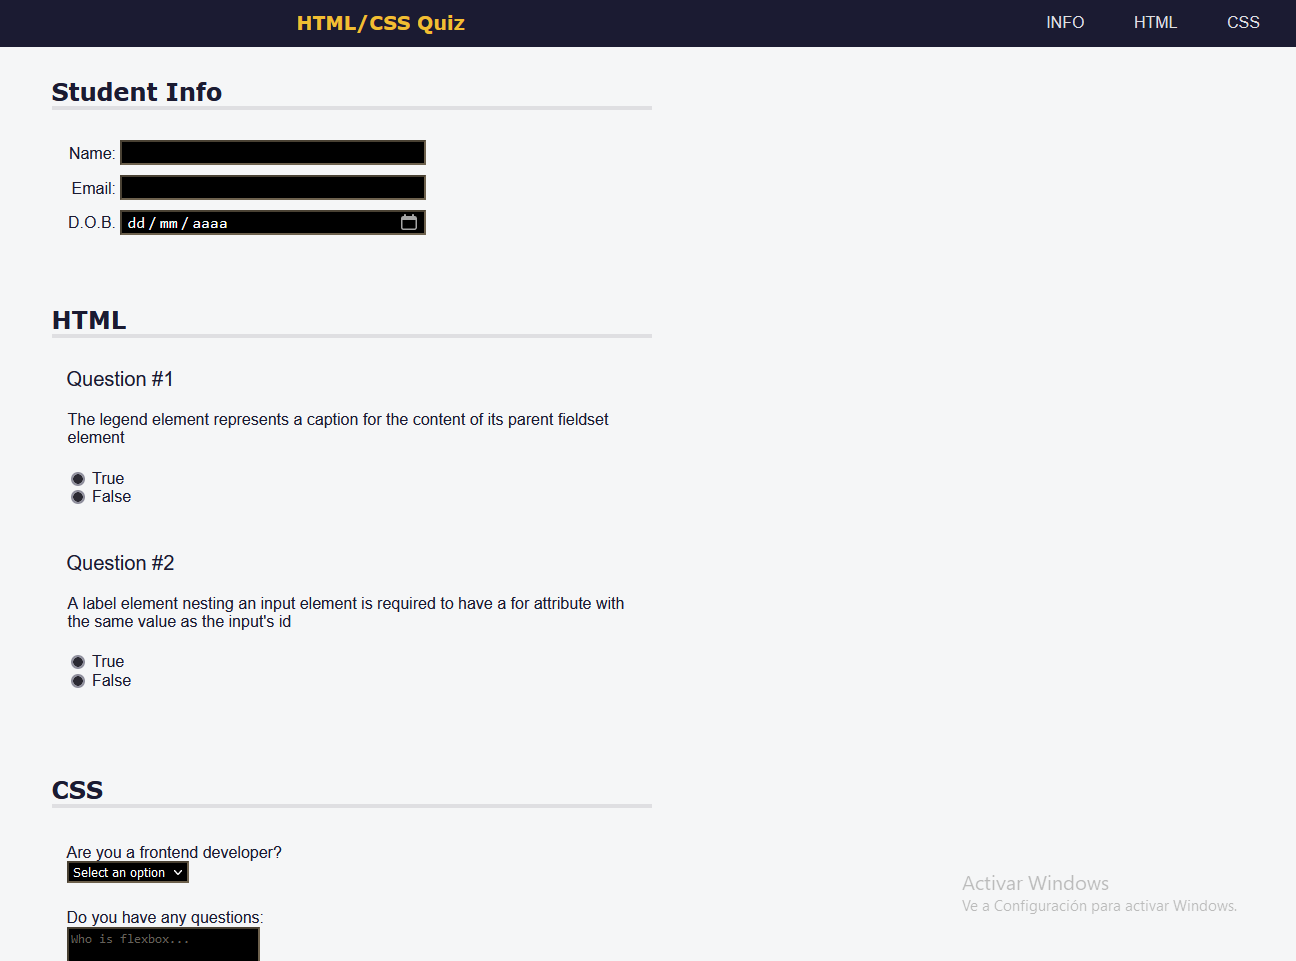 HTML/CSS Quiz
INFO
HTML
CSS
Student Info
Name:
Email:
D.O.B.
dd/mm/aaaa
HTML
Question #1
The legend element represents a caption for the content of its parent fieldset
element
True
False
Question #2
A label element nesting an input element is required to have a for attribute with
the same value as the input's id
True
False
CSS
Are you a frontend developer?
Select an option
Do you have any questions:
Who is flexbox...
Activar Windows
Ve a Configuración para activar Windows.